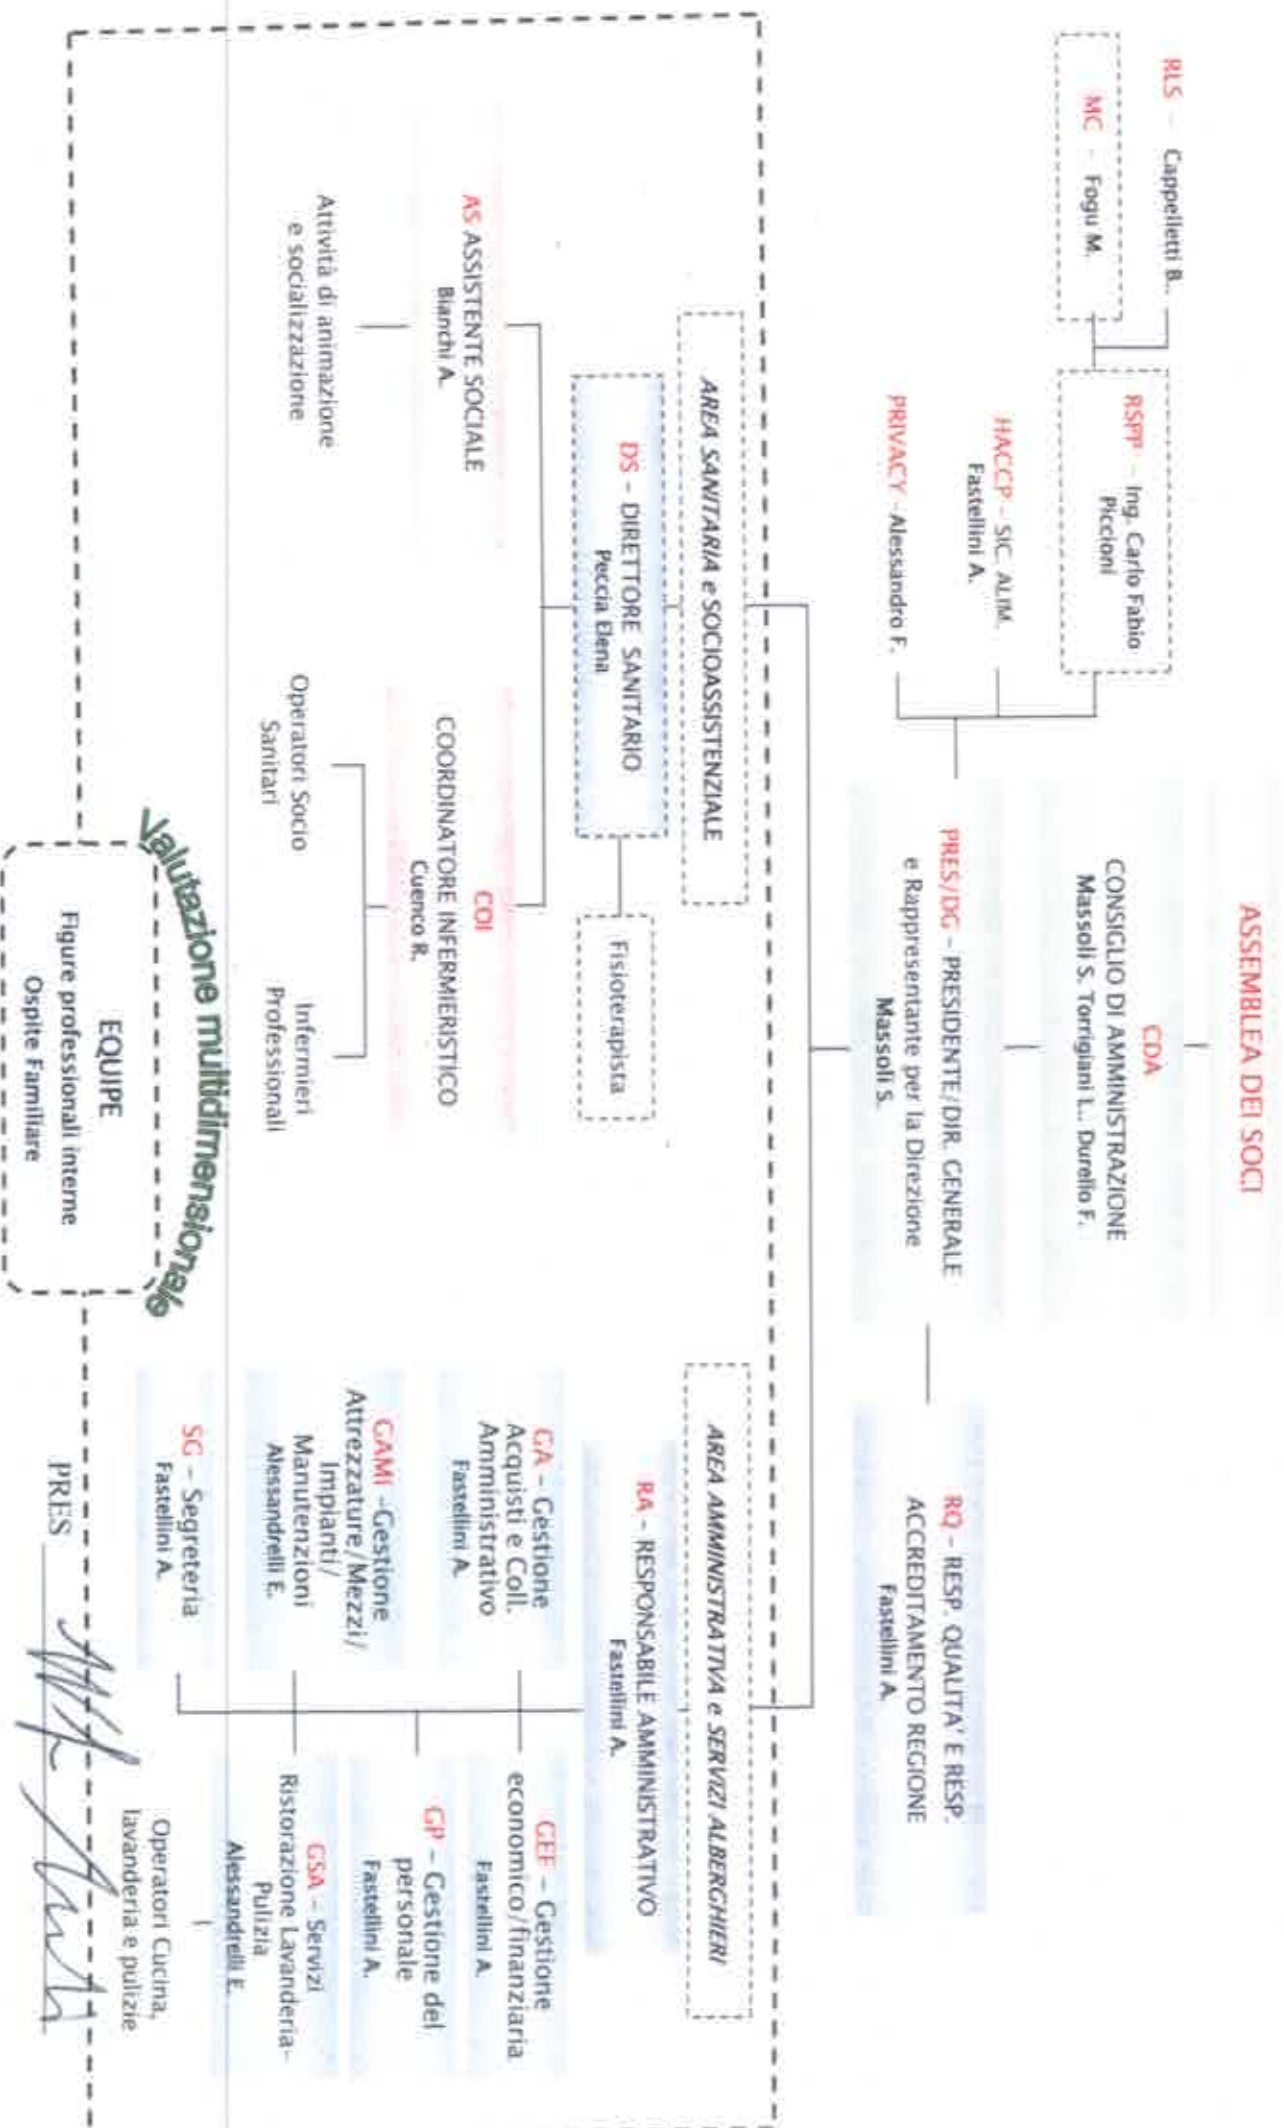 ASSEMBLEA DEI SOCI
CDA
CONSIGLIO DI AMMINISTRAZIONE
Massoli S. Torrigiani L.. Durello F.
PRES/DG – PRESIDENTE/DIR. GENERALE
e Rappresentante per la Direzione
Massoli S.
RLS – Cappelletti B..
MC – Fogu M.
RSPP – Ing. Carlo Fabio
Piccioni
HACCP – SIC. ALIM.
Fastellini A.
PRIVACY –Alessandro F.
RQ – RESP. QUALITA' E RESP.
ACCREDITAMENTO REGIONE
Fastellini A.
AREA SANITARIA e SOCIOASSISTENZIALE
DS – DIRETTORE SANITARIO
Peccia Elena
Fisioterapista
AS ASSISTENTE SOCIALE
Bianchi A.
Attività di animazione
e socializzazione
COI
COORDINATORE INFERMIERISTICO
Cuenco R.
Operatori Socio
Sanitari
Infermieri
Professionali
AREA AMMINISTRATIVA e SERVIZI ALBERGHIERI
RA – RESPONSABILE AMMINISTRATIVO
Fastellini A.
GA – Gestione
Acquisti e Coll.
Amministrativo
Fastellini A.
GEF – Gestione
economico/finanziaria
Fastellini A.
GAMI –Gestione
Attrezzature/Mezzi/
Impianti/
Manutenzioni
Alessandrelli E.
GP – Gestione del
personale
Fastellini A.
SG – Segreteria
Fastellini A.
GSA – Servizi
Ristorazione Lavanderia–
Pulizia
Alessandrelli E.
Operatori Cucina,
lavanderia e pulizie
Valutazione multidimensionale
EQUIPE
Figure professionali interne
Ospite Familiare
PRES